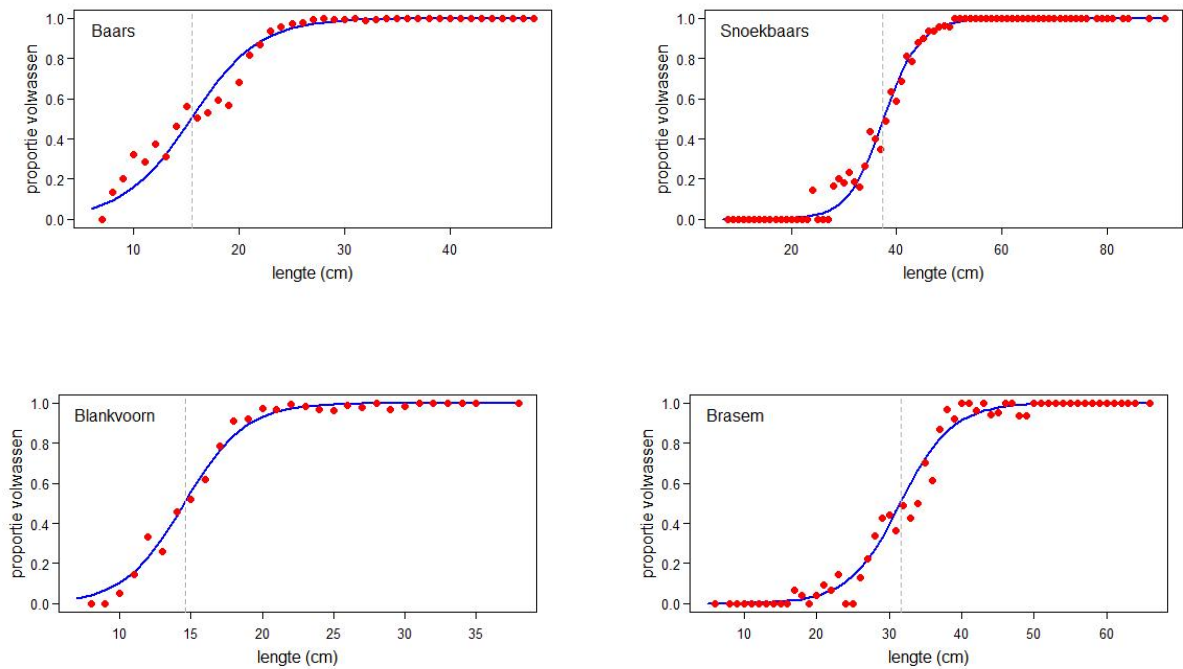 Baars
proportie volwassen
1.0
0.8
0.6
0.4
0.2
0.0
10 20 30 40
lengte (cm)
Snoekbaars
proportie volwassen
1.0
0.8
0.6
0.4
0.2
0.0
20 40 60 80
lengte (cm)
Blankvoorn
proportie volwassen
1.0
0.8
0.6
0.4
0.2
0.0
10 15 20 25 30 35
lengte (cm)
Brasem
proportie volwassen
1.0
0.8
0.6
0.4
0.2
0.0
10 20 30 40 50 60
lengte (cm)